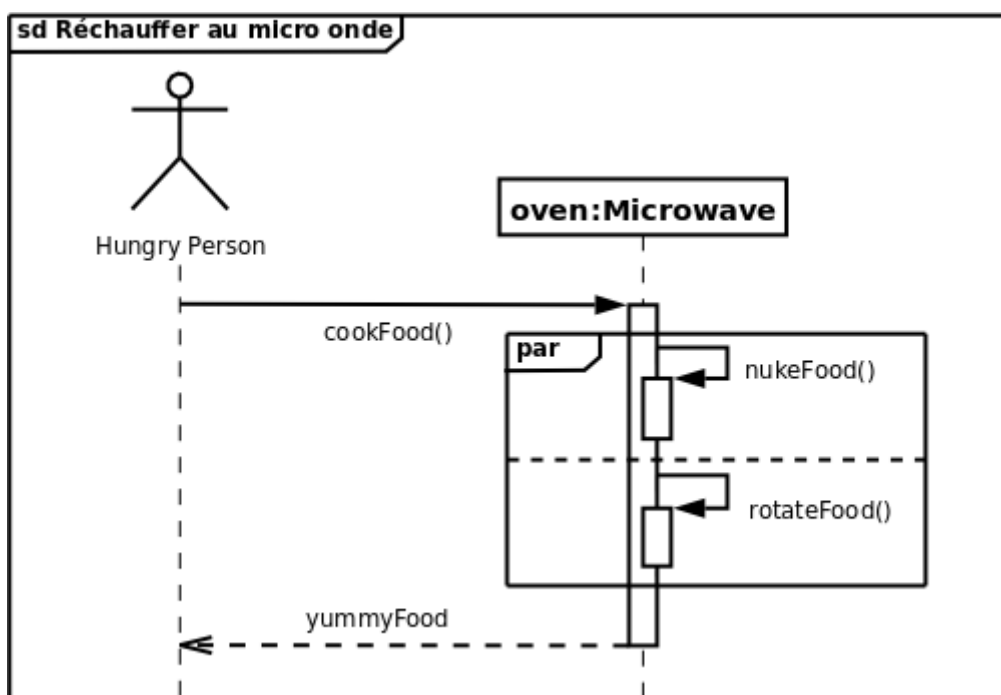 sd Réchauffer au micro onde
Hungry Person
oven:Microwave
cookFood()
par
nukeFood()
rotateFood()
yummyFood